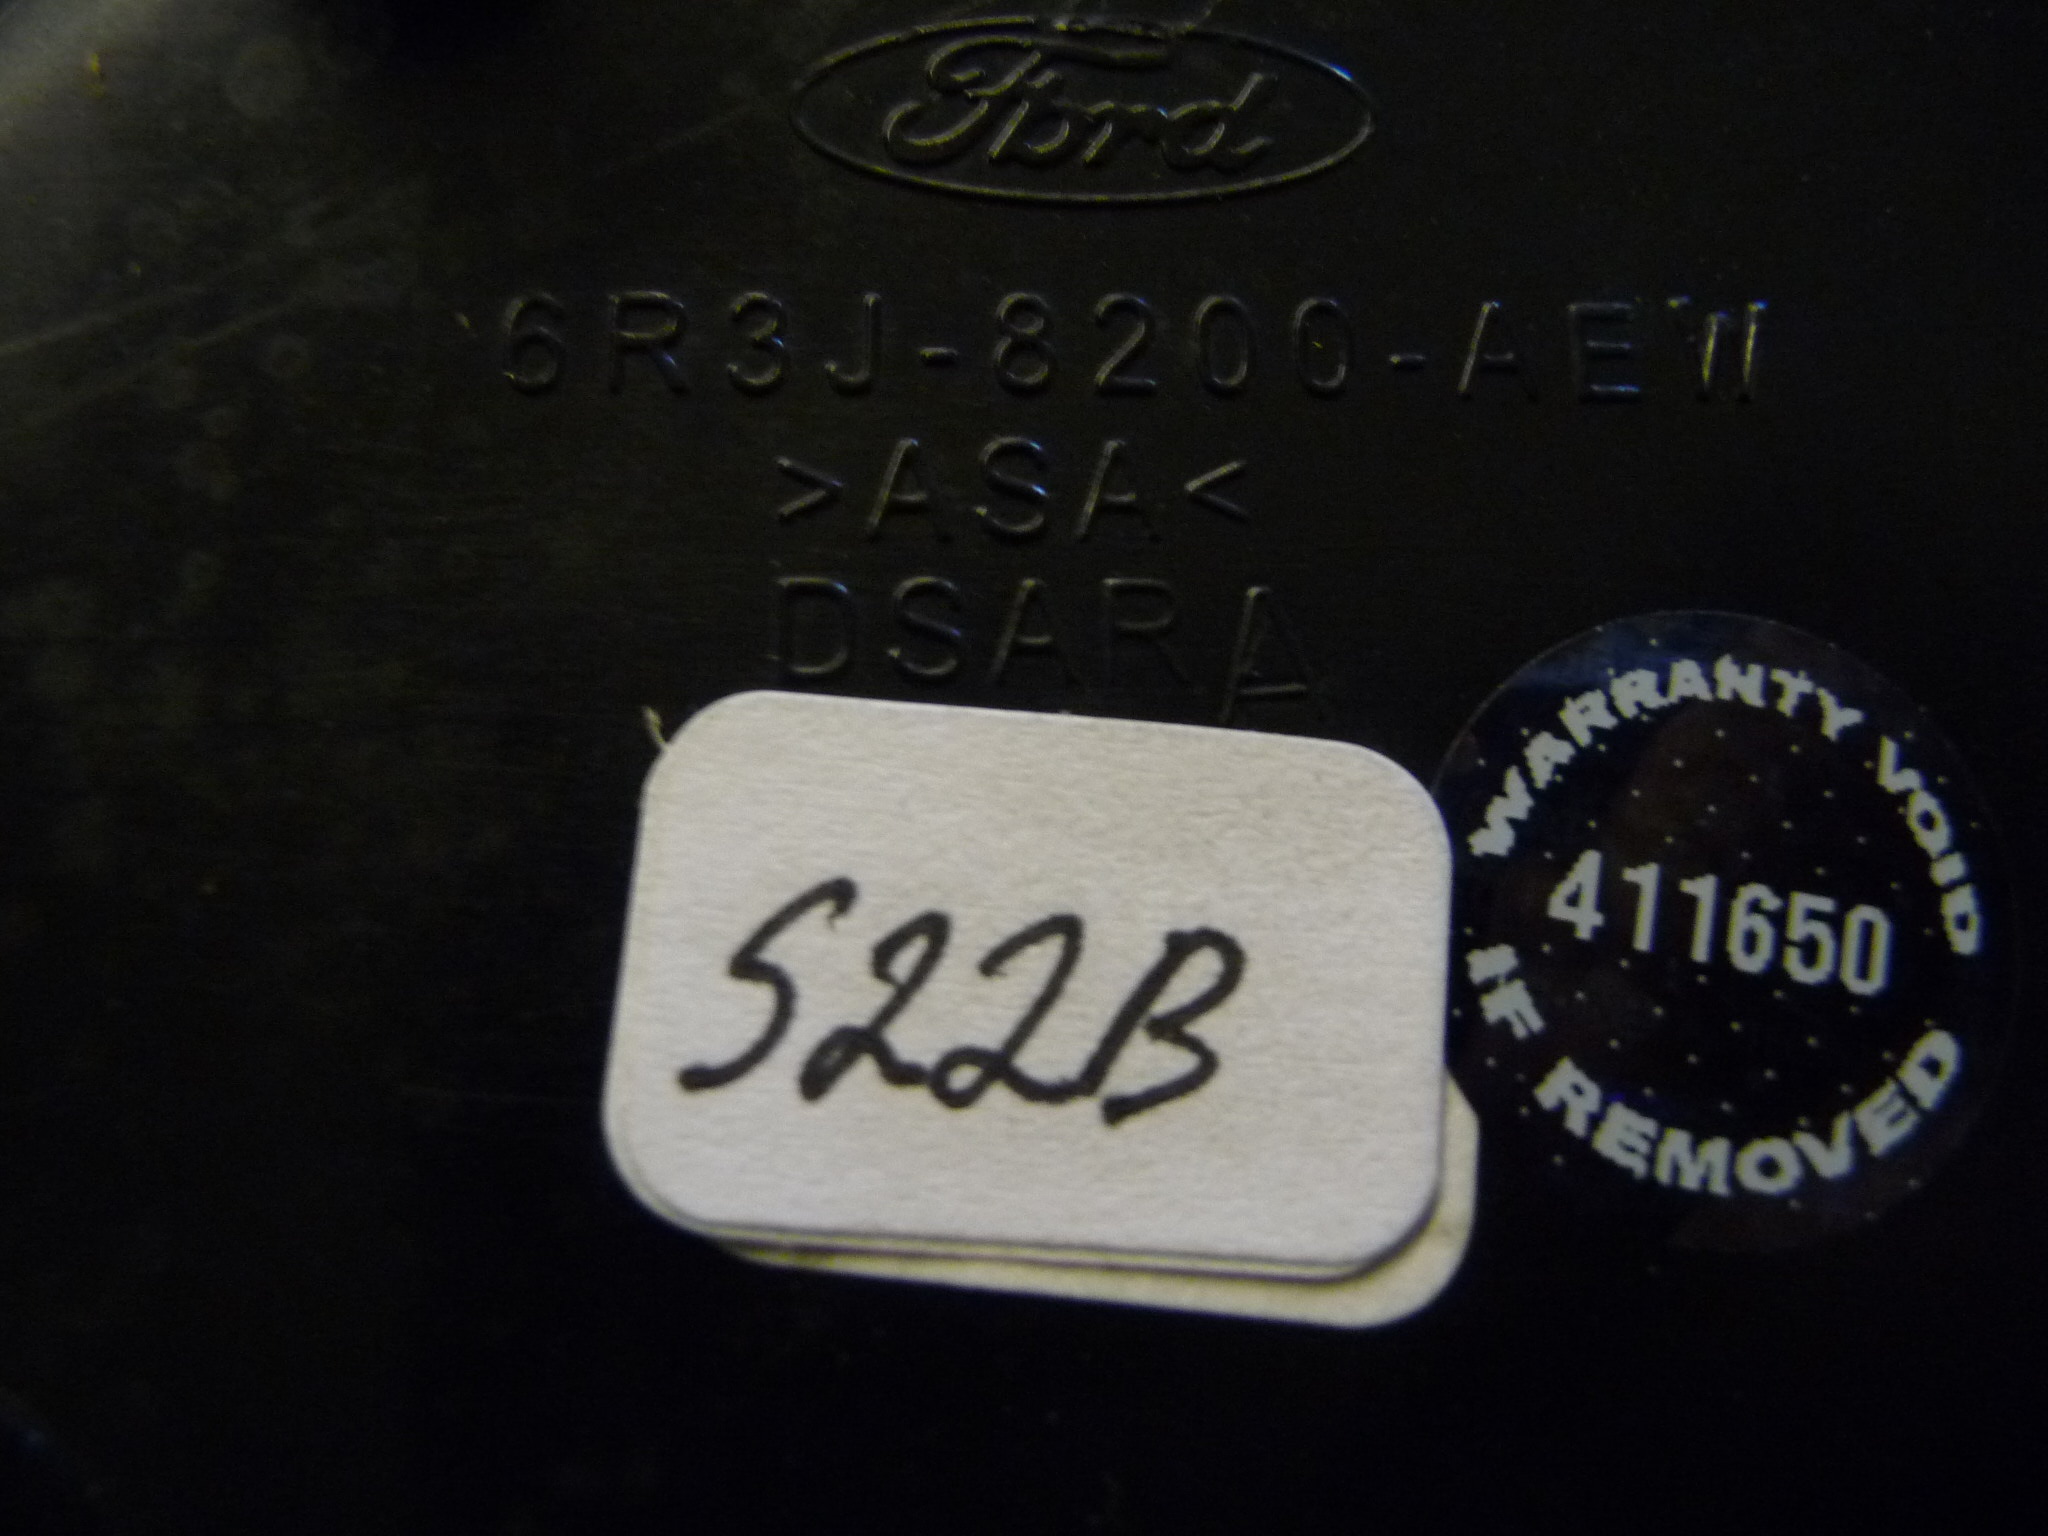 Ford
6R3J-8200-AEW
>ASA<
DSARA
522B
WARRANTY VOID
411650
IF REMOVED